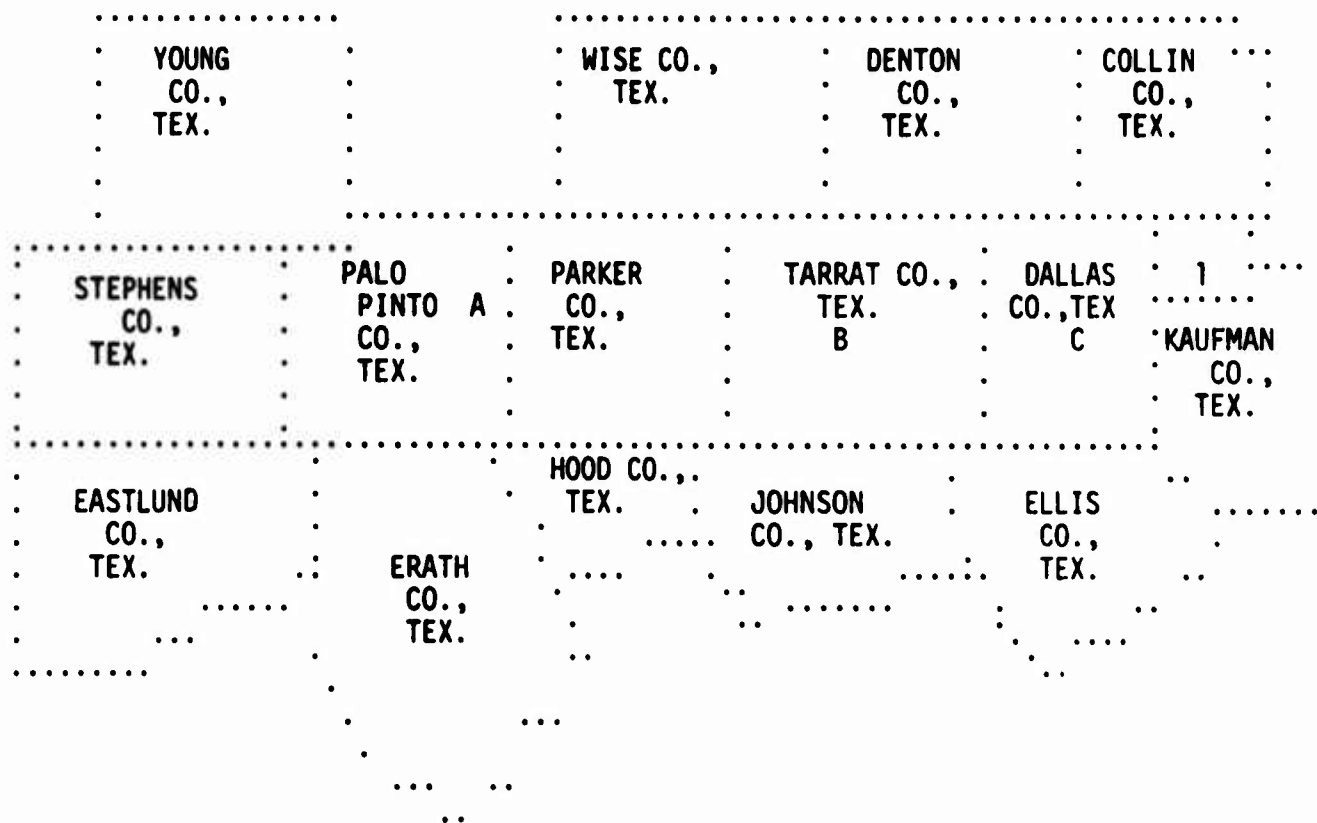 YOUNG
CO.,
TEX.
WISE CO.,
TEX.
DENTON
CO.,
TEX.
COLLIN
CO.,
TEX.
STEPHENS
CO.,
TEX.
PALO
PINTO A
CO.,
TEX.
PARKER
CO.,
TEX.
TARRAT CO.,
TEX.
B
DALLAS
CO.,TEX
C
1
KAUFMAN
CO.,
TEX.
EASTLUND
CO.,
TEX.
ERATH
CO.,
TEX.
HOOD CO.,
TEX.
JOHNSON
CO., TEX.
ELLIS
CO.,
TEX.